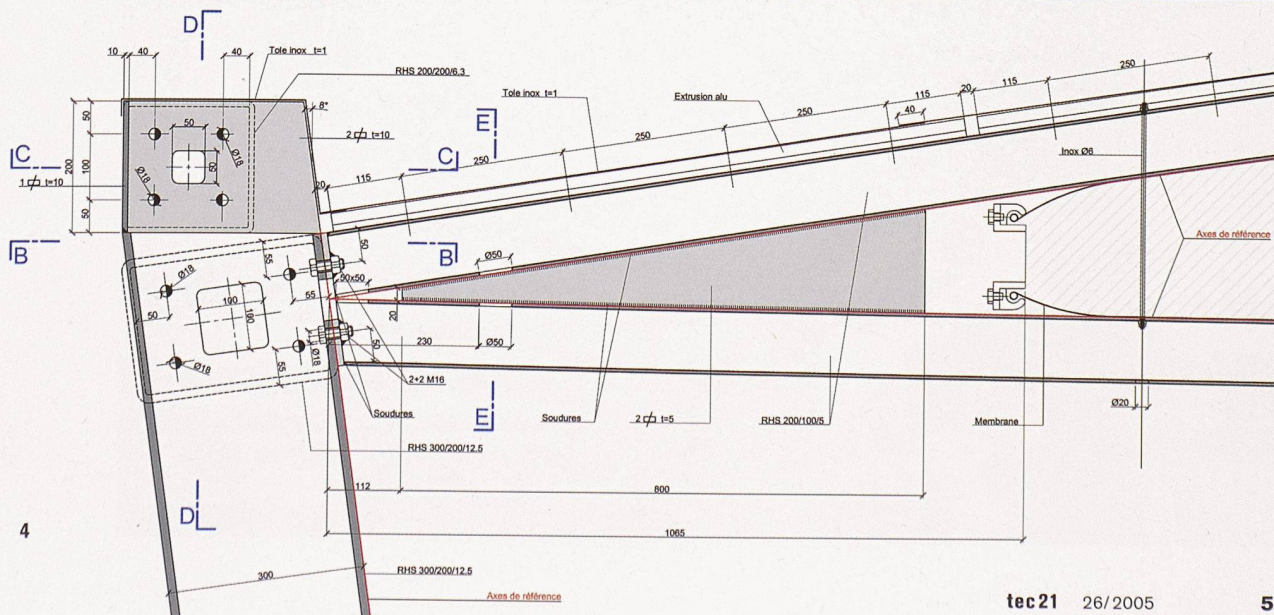 D
10
40
40
Tole inox t=1
RHS 200/200/6.3
8°
2 t=10
50
50
Ø18
Ø18
50
100
50
200
C
1 t=10
B
E
C
B
20
115
250
250
250
115
20
115
250
Tole inox t=1
Extrusion alu
40
Inox Ø6
Axes de référence
50
55
55
Ø18
50
100
100
Ø18
55
Ø18
50
90x50
Ø50
20
230
Ø50
2+2 M16
Soudures
E
Soudures
2 t=5
RHS 200/100/5
Membrane
Ø20
RHS 300/200/12.5
112
800
1065
D
4
300
RHS 300/200/12.5
Axes de référence
tec21 26/2005 5